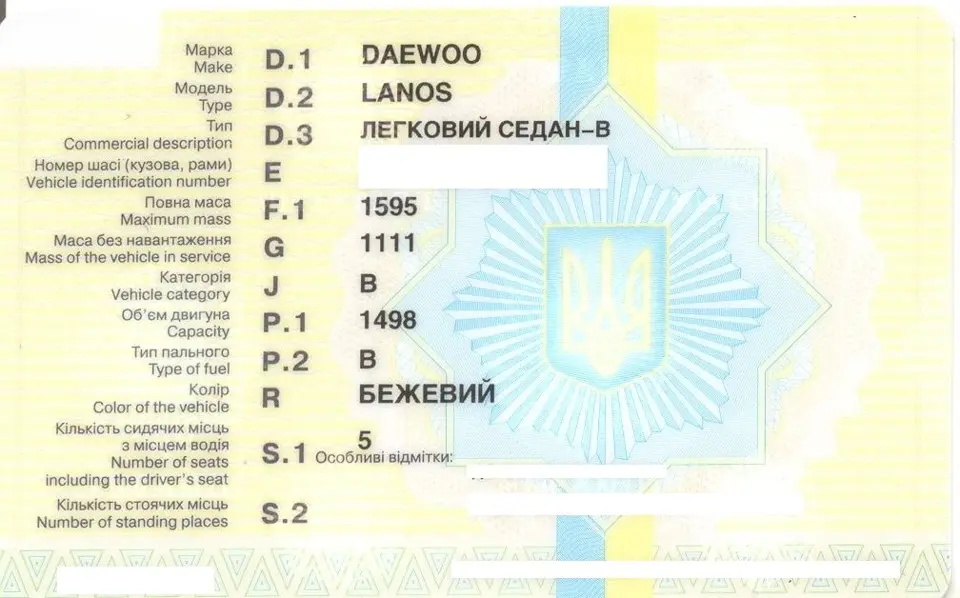 Марка
Make D.1 DAEWOO
Модель
Type D.2 LANOS
Тип
Commercial description D.3 ЛЕГКОВИЙ СЕДАН-В
Номер шасі (кузова, рами)
Vehicle identification number E
Повна маса
Maximum mass F.1 1595
Маса без навантаження
Mass of the vehicle in service G 1111
Категорія
Vehicle category J B
Об'єм двигуна
Capacity P.1 1498
Тип пального
Type of fuel P.2 B
Колір
Color of the vehicle R БЕЖЕВИЙ
Кількість сидячих місць
з місцем водія
Number of seats
including the driver's seat S.1 5
Особливі відмітки:
Кількість стоячих місць
Number of standing places S.2